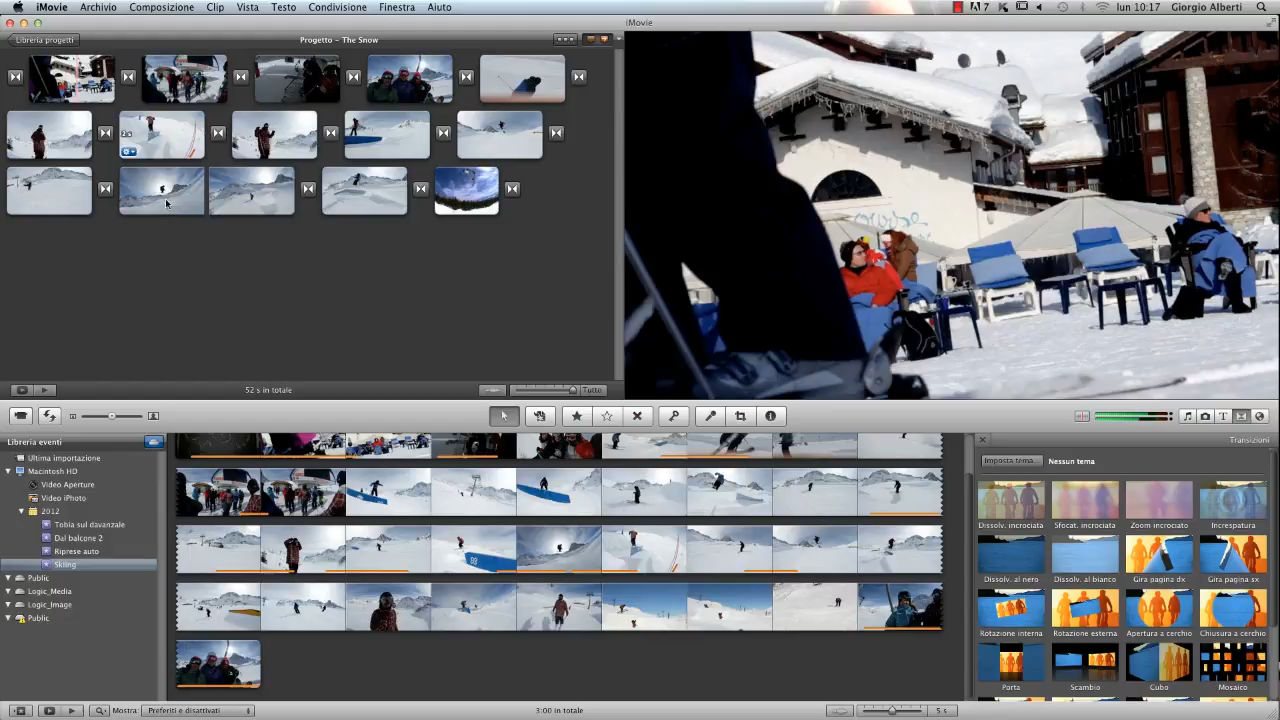 iMovie Archivio Composizione Clip Vista Testo Condivisione Finestra Aiuto 7 lun 10:17 Giorgio Alberti
iMovie
Libreria progetti Progetto - The Snow
2s
52 s in totale Tutto
Libreria eventi
Ultima importazione
Macintosh HD
Video Aperture
Video iPhoto
2012
Tobia sul davanzale
Dal balcone 2
Riprese auto
Skiing
Public
Logic_Media
Logic_Image
Public
Transizioni
Imposta tema... Nessun tema
Dissolv. incrociata Sfocat. incrociata Zoom incrociato Increspatura
Dissolv. al nero Dissolv. al bianco Gira pagina dx Gira pagina sx
Rotazione interna Rotazione esterna Apertura a cerchio Chiusura a cerchio
Porta Scambio Cubo Mosaico
Mostra: Preferiti e disattivati 3:00 in totale 5 s